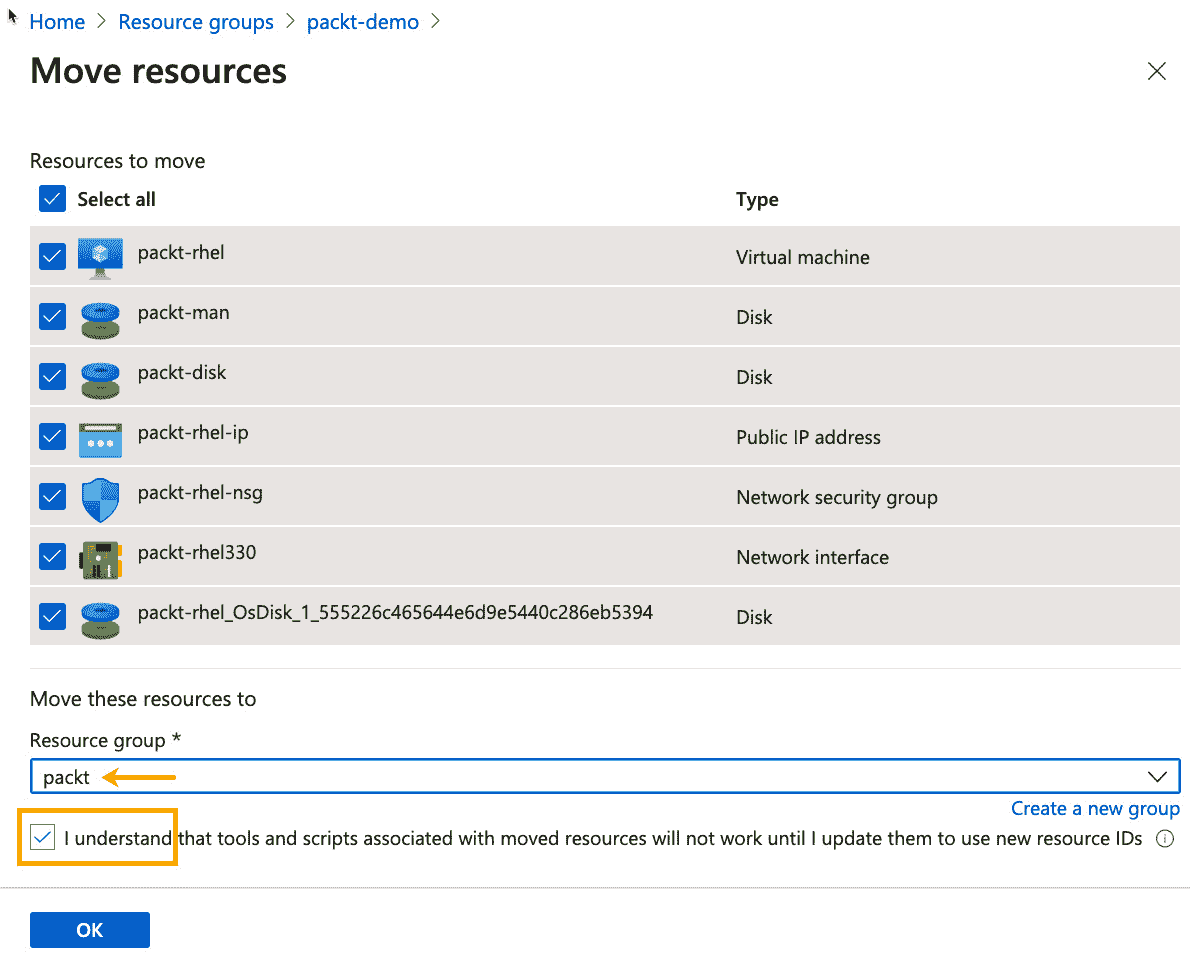 Home > Resource groups > packt-demo >
Move resources
Resources to move
Select all Type
packt-rhel Virtual machine
packt-man Disk
packt-disk Disk
packt-rhel-ip Public IP address
packt-rhel-nsg Network security group
packt-rhel330 Network interface
packt-rhel_OsDisk_1_555226c465644e6d9e5440c286eb5394 Disk
Move these resources to
Resource group *
packt
Create a new group
I understand that tools and scripts associated with moved resources will not work until I update them to use new resource IDs
OK